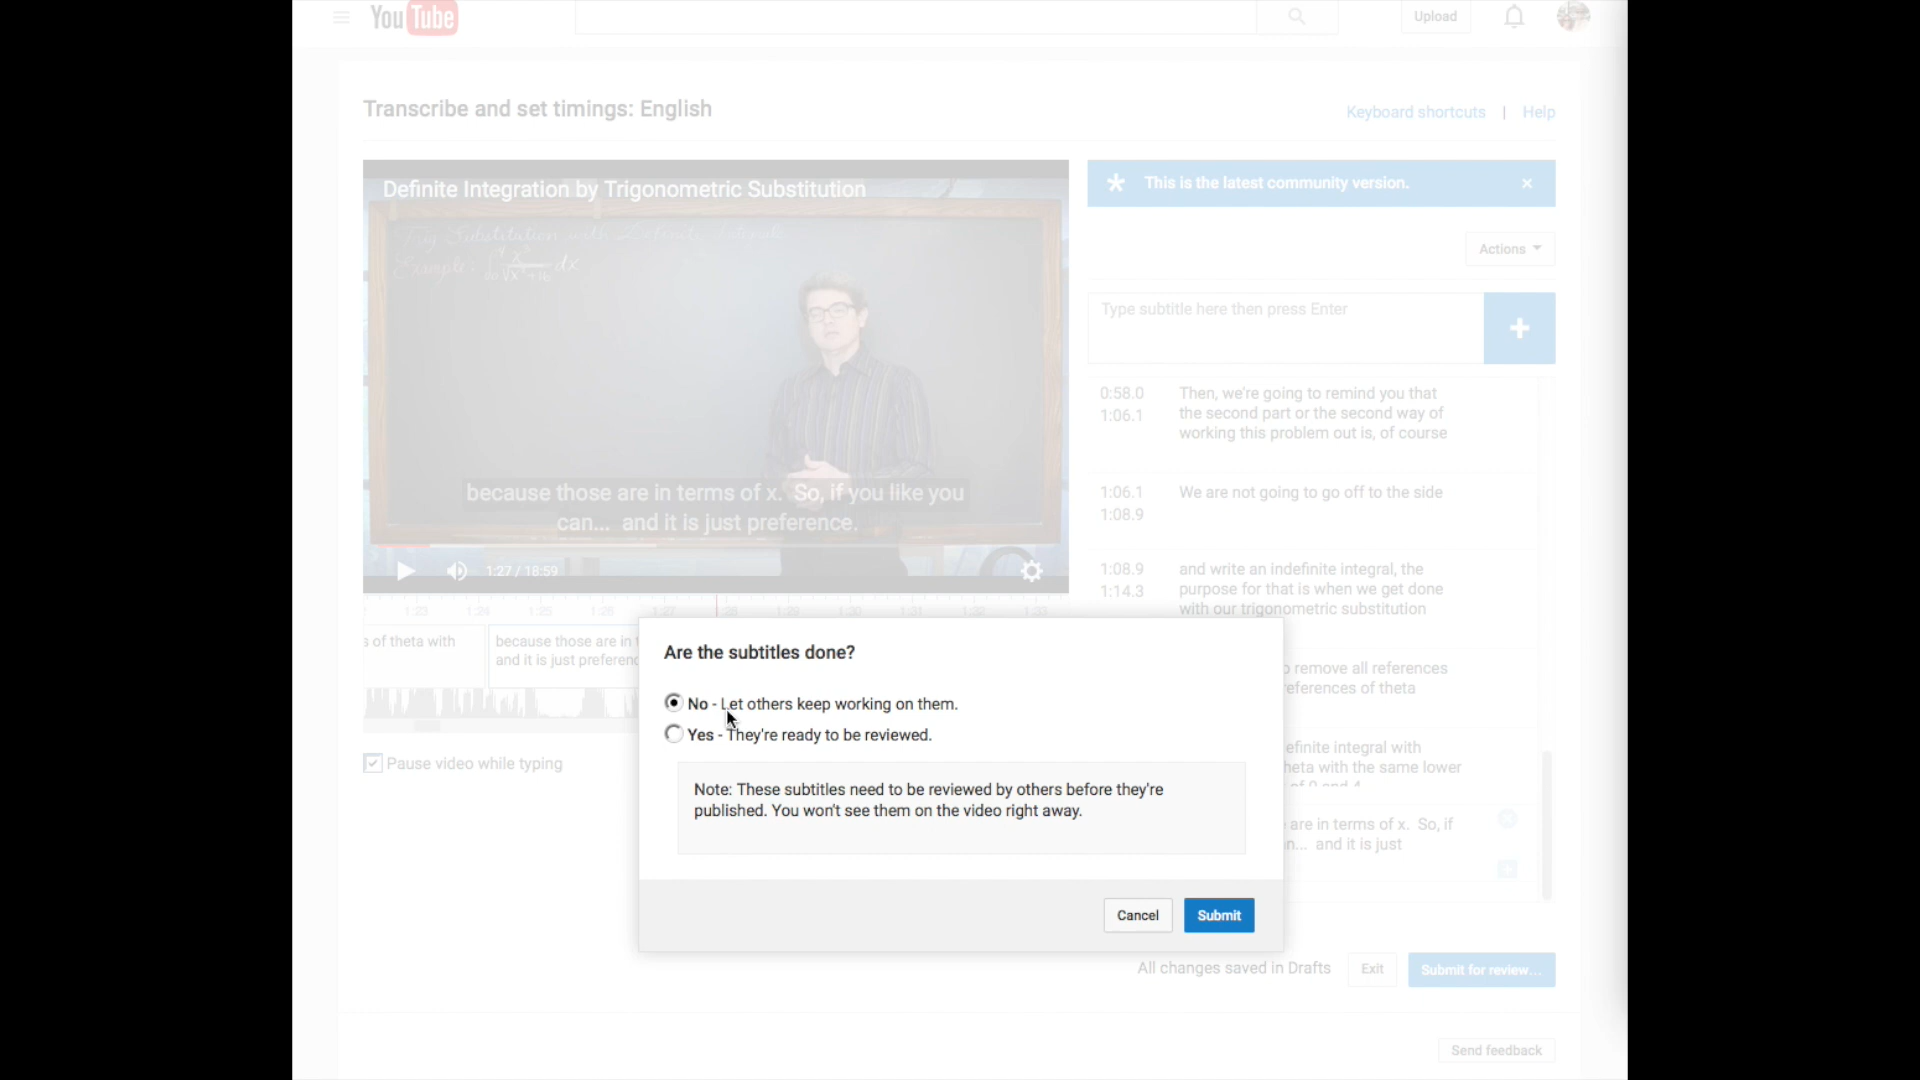 YouTube
Upload
Transcribe and set timings: English
Keyboard shortcuts | Help
Definite Integration by Trigonometric Substitution
Trig Substitution with Definite
Example: ∫
because those are in terms of x. So, if you like you
can... and it is just preference.
1:27 / 18:59
1:23 1:24 1:25 1:26 1:27 1:28 1:29 1:30 1:31 1:32 1:33
s of theta with
because those are in t
and it is just preferenc
Pause video while typing
This is the latest community version.
Actions
Type subtitle here then press Enter
0:58.0 Then, we're going to remind you that
1:06.1 the second part or the second way of
working this problem out is, of course
1:06.1 We are not going to go off to the side
1:08.9
1:08.9 and write an indefinite integral, the
1:14.3 purpose for that is when we get done
with our trigonometric substitution
remove all references
eferences of theta
efinite integral with
heta with the same lower
of 0 and 4
are in terms of x. So, if
n... and it is just
Are the subtitles done?
No - Let others keep working on them.
Yes - They're ready to be reviewed.
Note: These subtitles need to be reviewed by others before they're
published. You won't see them on the video right away.
Cancel Submit
All changes saved in Drafts Exit Submit for review...
Send feedback